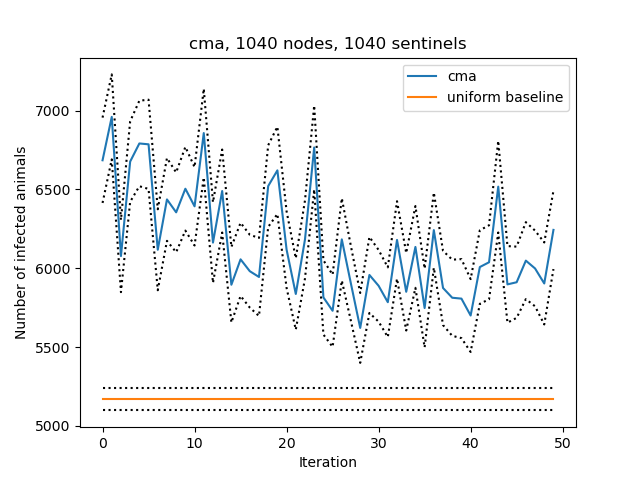 cma, 1040 nodes, 1040 sentinels
cma
uniform baseline
Number of infected animals
7000
6500
6000
5500
5000
0 10 20 30 40 50
Iteration